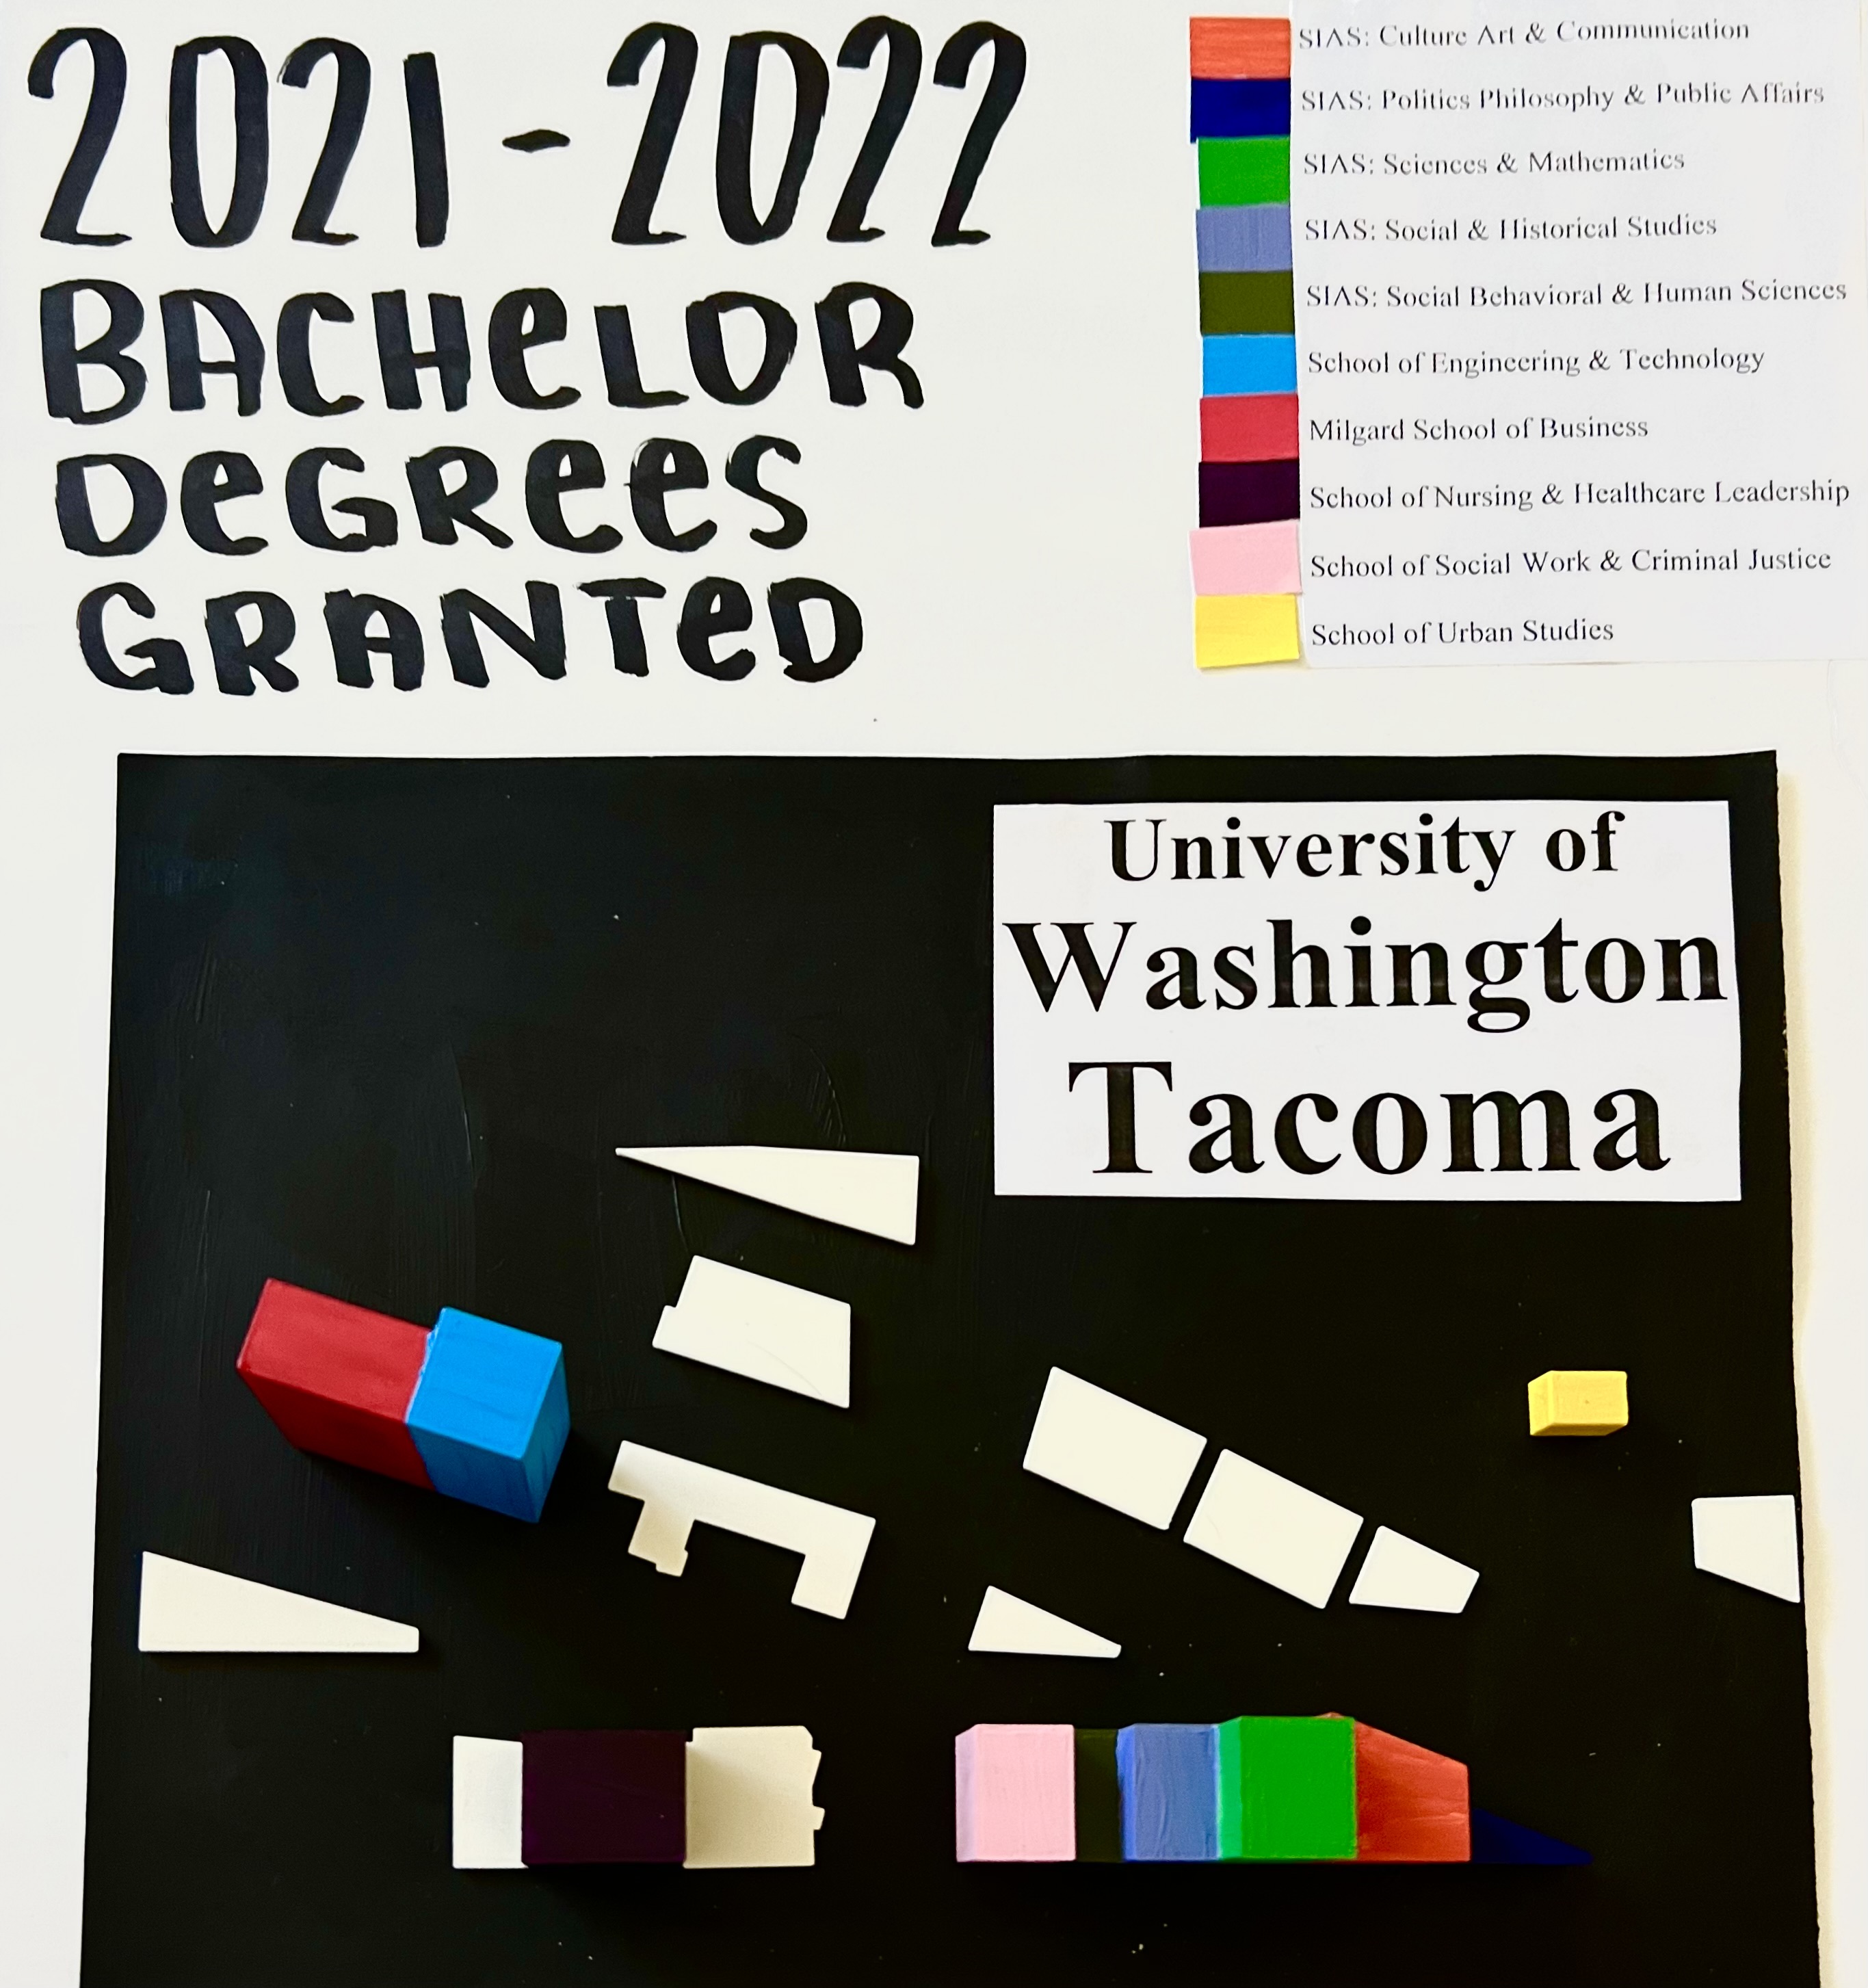 2021-2022
BACHeLOR
DeGReeS
GRANTeD
SIAS: Culture Art & Communication
SIAS: Politics Philosophy & Public Affairs
SIAS: Sciences & Mathematics
SIAS: Social & Historical Studies
SIAS: Social Behavioral & Human Sciences
School of Engineering & Technology
Milgard School of Business
School of Nursing & Healthcare Leadership
School of Social Work & Criminal Justice
School of Urban Studies
University of
Washington
Tacoma